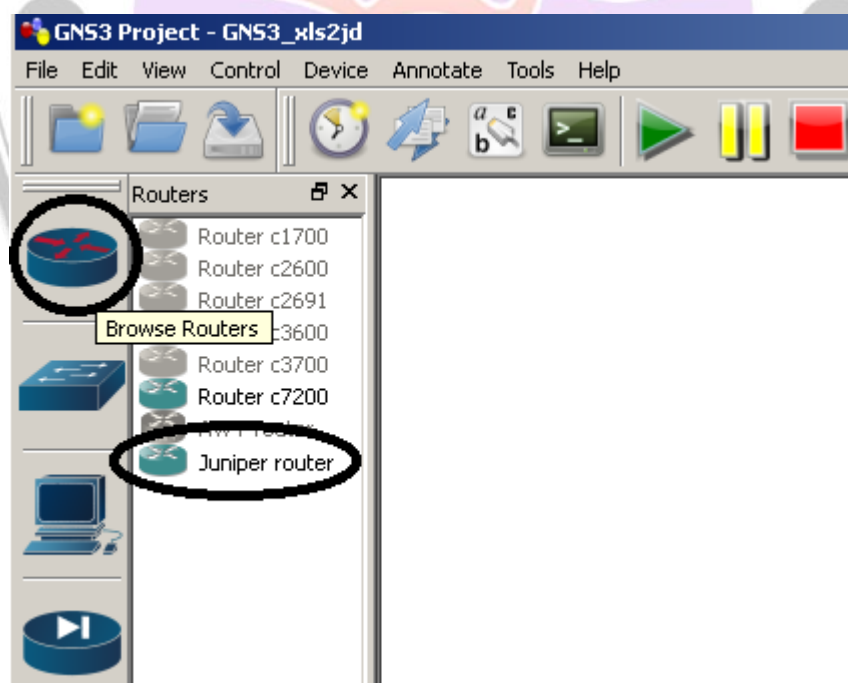 GNS3 Project - GNS3_xls2jd
File Edit View Control Device Annotate Tools Help
Routers
Router c1700
Router c2600
Router c2691
Browse Routers
c3600
Router c3700
Router c7200
Juniper router